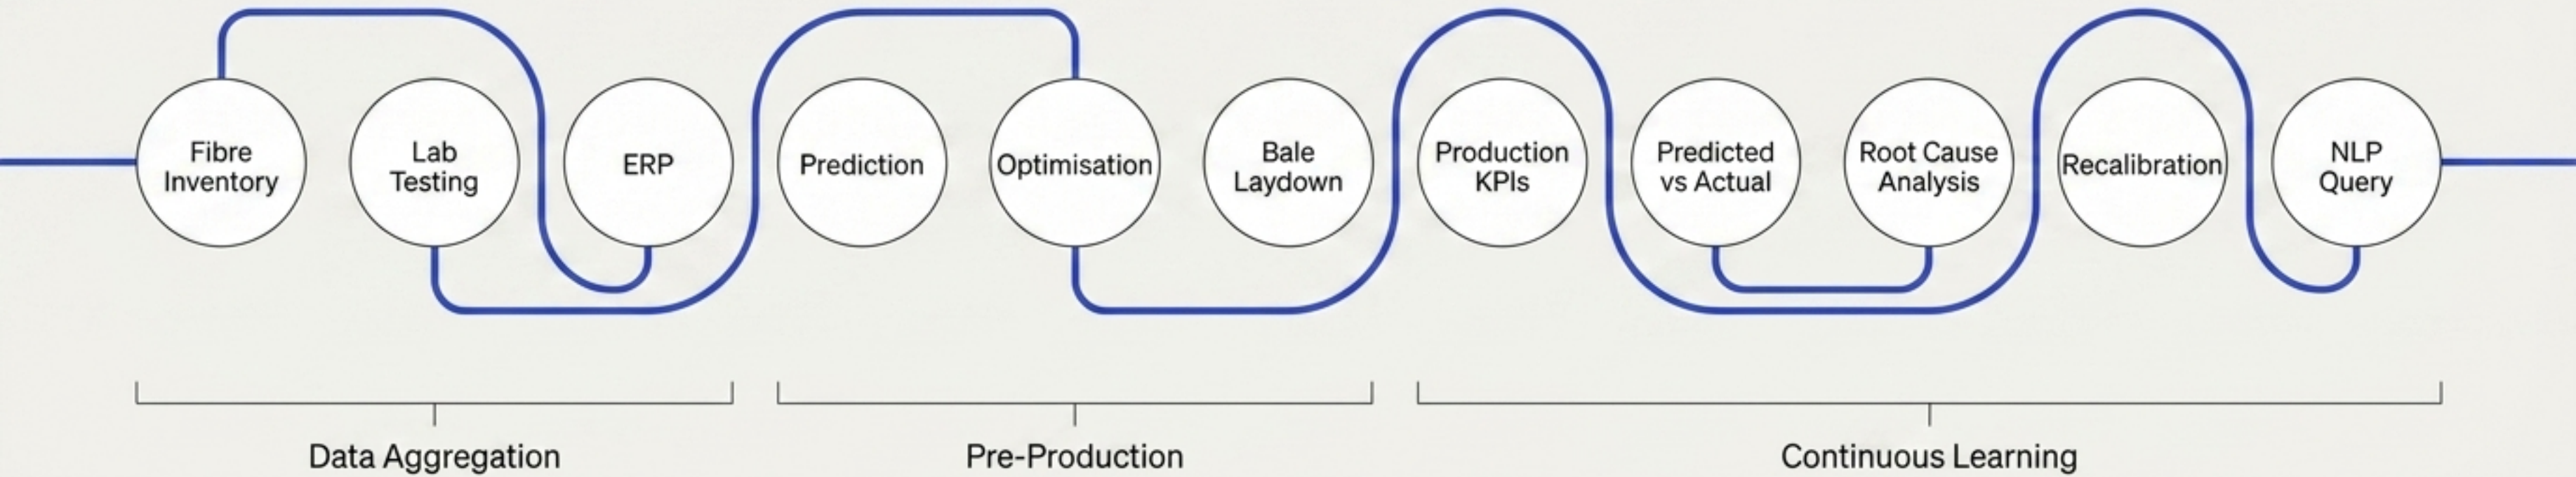 Fibre
Inventory
Lab
Testing
ERP
Prediction
Optimisation
Bale
Laydown
Production
KPIs
Predicted
vs Actual
Root Cause
Analysis
Recalibration
NLP
Query
Data Aggregation
Pre-Production
Continuous Learning